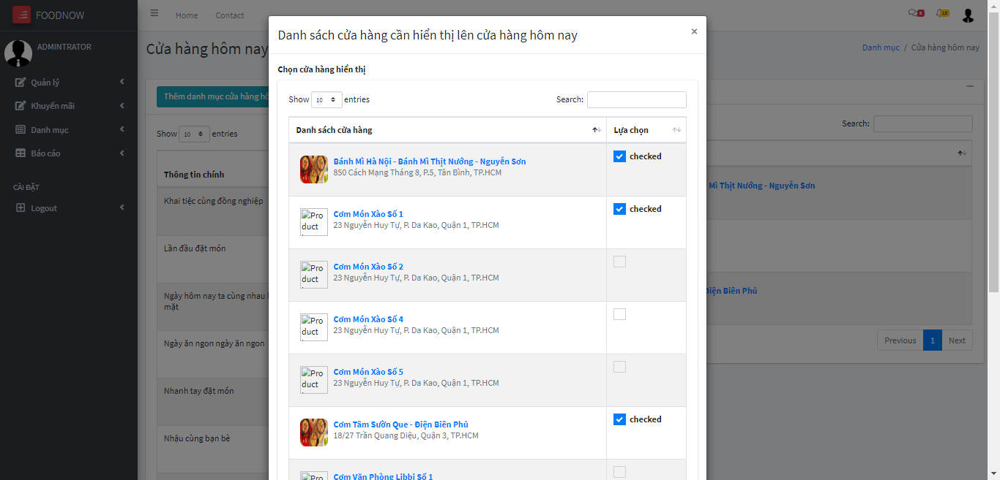 FOODNOW
ADMINTRATOR
Quản lý
Khuyến mãi
Danh mục
Báo cáo
CÀI ĐẶT
Logout
Home
Contact
Cửa hàng hôm nay
Danh mục / Cửa hàng hôm nay
Thêm danh mục cửa hàng hô
Show 10 entries
Search:
Thông tin chính
Khai tiệc cùng đồng nghiệp
Lần đầu đặt món
Ngày hôm nay ta cùng nhau
mặt
Ngày ăn ngon ngày ăn ngon
Nhanh tay đặt món
Nhậu cùng bạn bè
Mì Thịt Nướng - Nguyễn Sơn
Điện Biên Phủ
Previous 1 Next
Danh sách cửa hàng cần hiển thị lên cửa hàng hôm nay
×
Chọn cửa hàng hiển thị
Show 10 entries
Search:
Danh sách cửa hàng
Lựa chọn
Bánh Mì Hà Nội - Bánh Mì Thịt Nướng - Nguyễn Sơn
850 Cách Mạng Tháng 8, P.5, Tân Bình, TP.HCM
checked
Pro
duct
Cơm Món Xào Số 1
23 Nguyễn Huy Tự, P. Da Kao, Quận 1, TP.HCM
checked
Pro
duct
Cơm Món Xào Số 2
23 Nguyễn Huy Tự, P. Da Kao, Quận 1, TP.HCM
Pro
duct
Cơm Món Xào Số 4
23 Nguyễn Huy Tự, P. Da Kao, Quận 1, TP.HCM
Pro
duct
Cơm Món Xào Số 5
23 Nguyễn Huy Tự, P. Da Kao, Quận 1, TP.HCM
Cơm Tâm Sườn Que - Điện Biên Phủ
18/27 Trần Quang Diệu, Quận 3, TP.HCM
checked
Pro
Cơm Văn Phòng Libbi Số 1